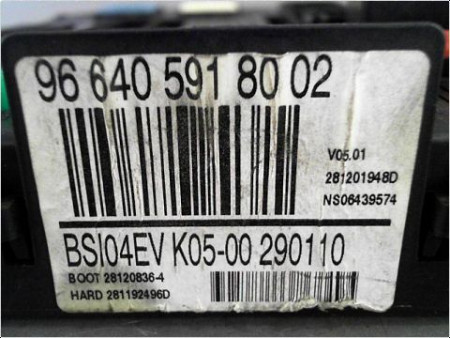 96 640 591 80 02
V05.01
281201948D
NS06439574
BSI04EV K05-00 290110
BOOT 28120836-4
HARD 281192496D